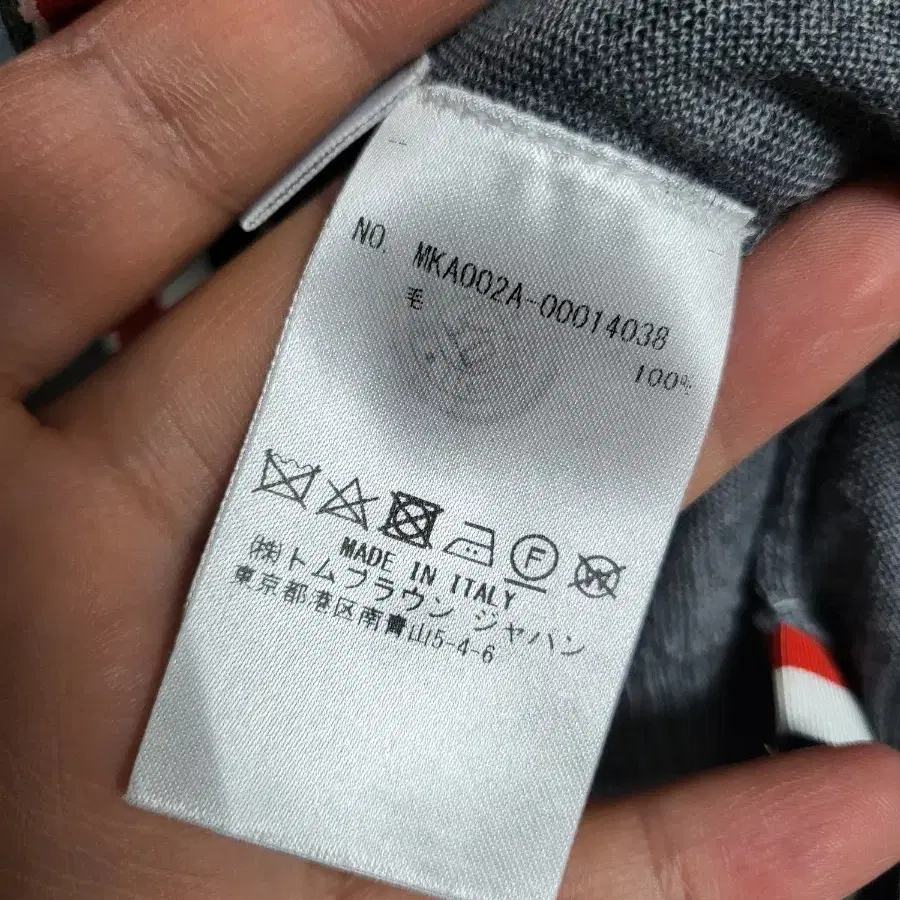 NO. MKA002A-00014038
毛 100%
F
W
MADE IN ITALY
(株)トムブラウン ジャパン
東京都港区南青山5-4-6